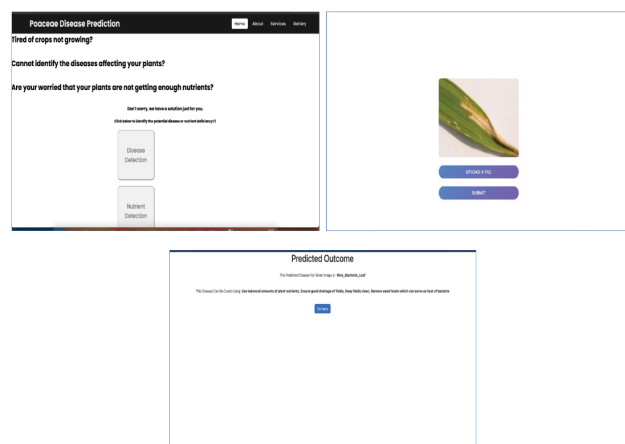 Poaceae Disease Prediction
Home About Services Gallery
Tired of crops not growing?
Cannot identify the diseases affecting your plants?
Are your worried that your plants are not getting enough nutrients?
Don't worry, we have a solution just for you.
Click below to identify the potential disease or nutrient deficiency!!!
Disease
Detection
Nutrient
Detection
UPLOAD A FILE
SUBMIT
Predicted Outcome
The Predicted Disease For Given Image is : Rice_Bacterial_Leaf
This Disease Can Be Cured Using: Use balanced amounts of plant nutrients, Ensure good drainage of fields, Keep fields clean, Remove weed hosts which can serve as host of bacteria
Go back